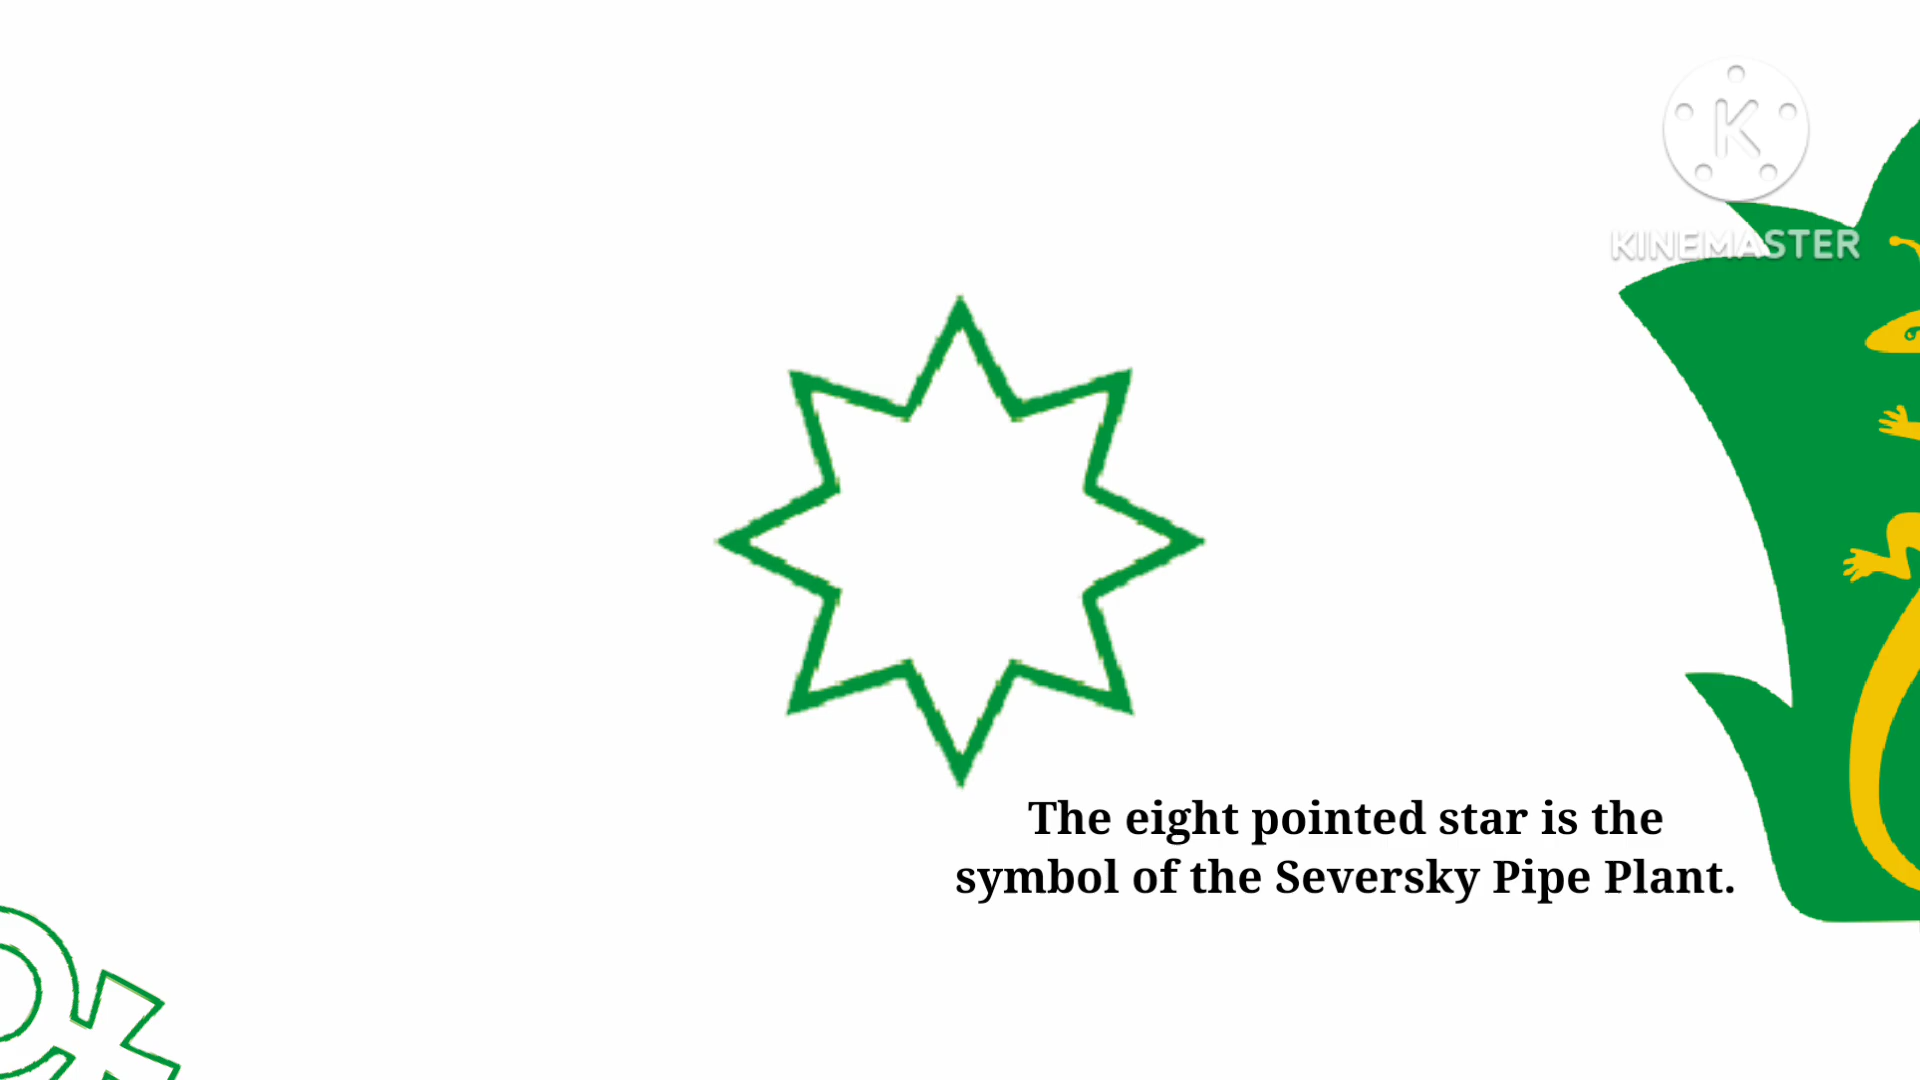 K
KINEMASTER
The eight pointed star is the
symbol of the Seversky Pipe Plant.